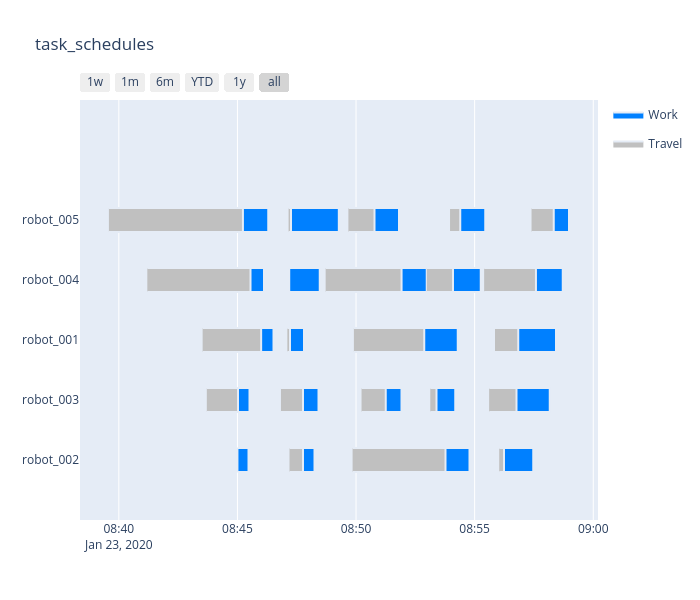 task_schedules
1w 1m 6m YTD 1y all
Work
Travel
robot_005
robot_004
robot_001
robot_003
robot_002
08:40 08:45 08:50 08:55 09:00
Jan 23, 2020